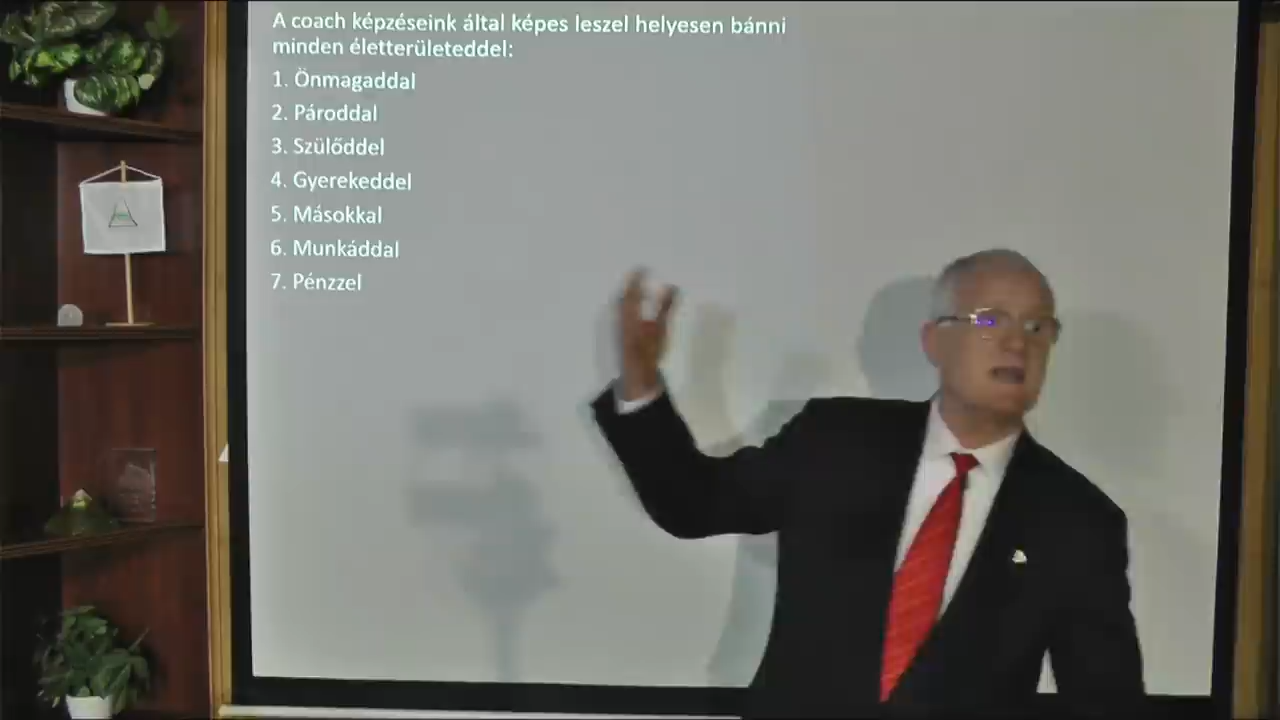 A coach képzéseink által képes leszel helyesen bánni
minden életterületeddel:
1. Önmagaddal
2. Pároddal
3. Szülőddel
4. Gyerekeddel
5. Másokkal
6. Munkáddal
7. Pénzzel